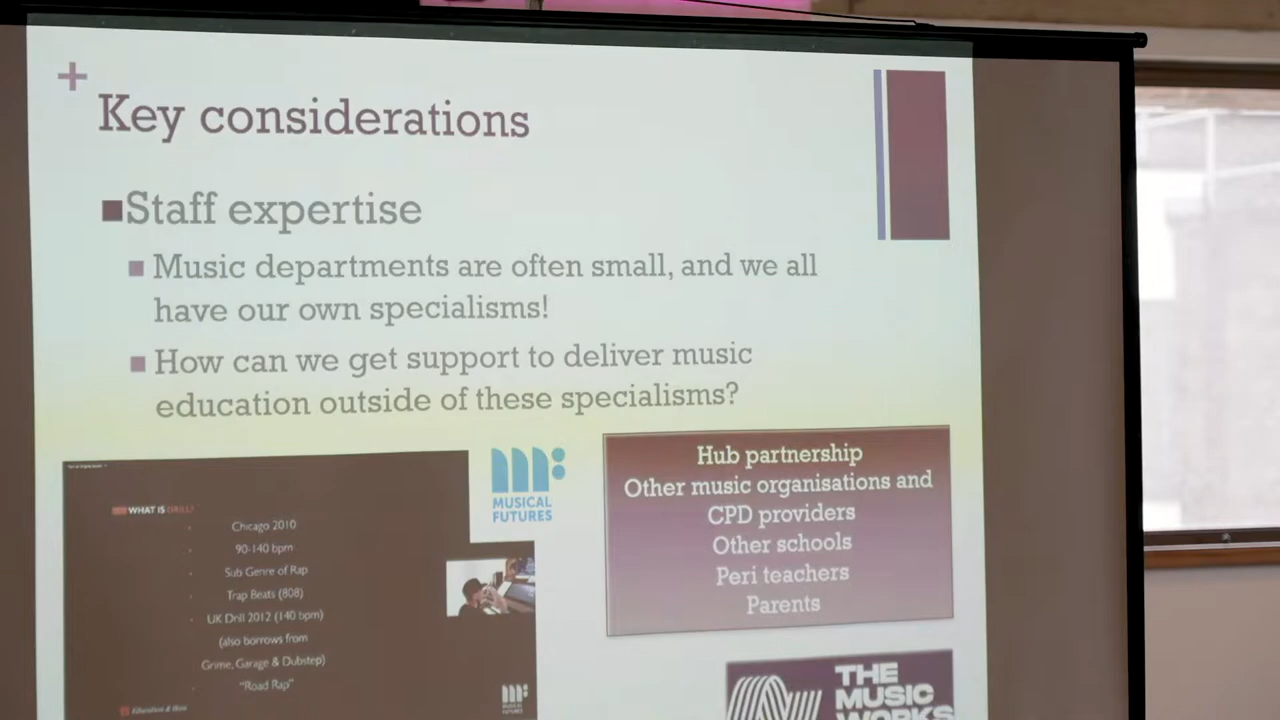 +
Key considerations
Staff expertise
Music departments are often small, and we all
have our own specialisms!
How can we get support to deliver music
education outside of these specialisms?
WHAT IS DRILL?
Chicago 2010
90-140 bpm
Sub Genre of Rap
Trap Beats (808)
UK Drill 2012 (140 bpm)
(also borrows from
Grime, Garage & Dubstep)
"Road Rap"
MUSICAL
FUTURES
MUSICAL
FUTURES
Hub partnership
Other music organisations and
CPD providers
Other schools
Peri teachers
Parents
THE
MUSIC
WORKS